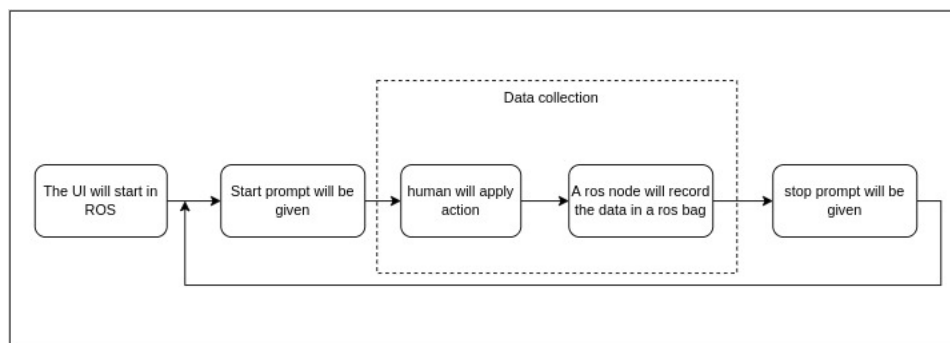 Data collection
The UI will start in
ROS
Start prompt will be
given
human will apply
action
A ros node will record
the data in a ros bag
stop prompt will be
given